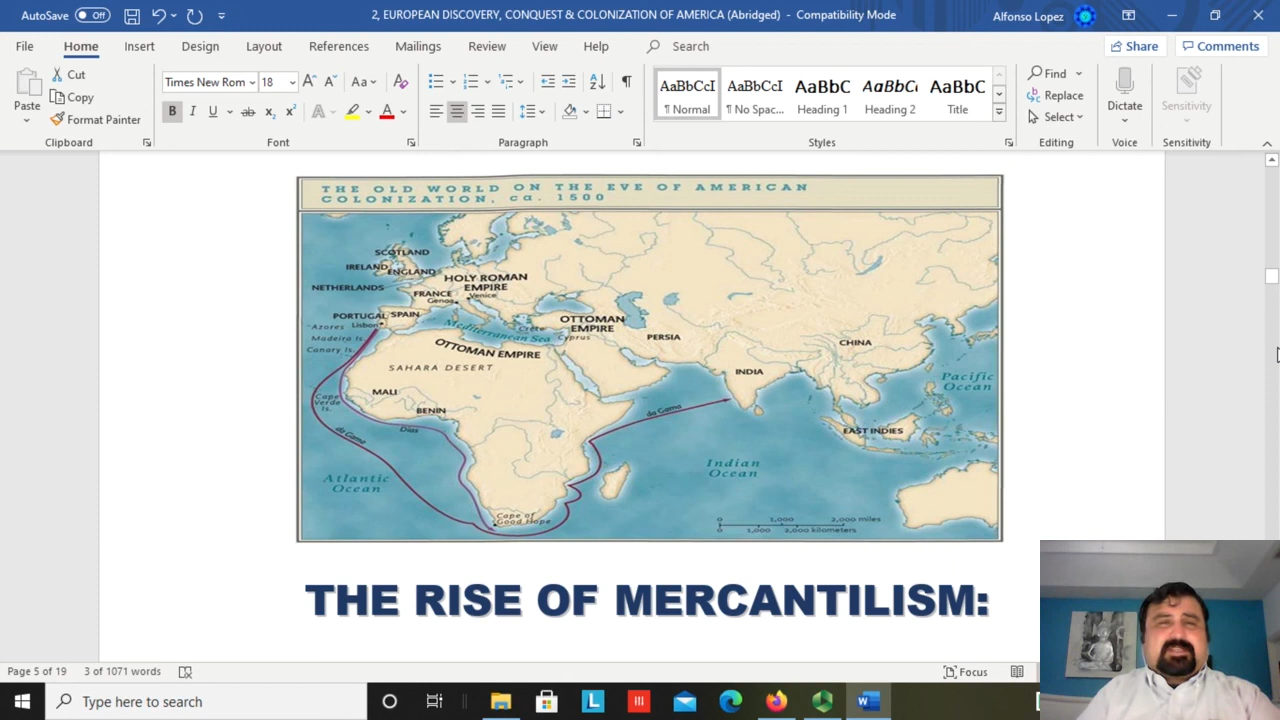 AutoSave Off 2, EUROPEAN DISCOVERY, CONQUEST & COLONIZATION OF AMERICA (Abridged) - Compatibility Mode Alfonso Lopez
File Home Insert Design Layout References Mailings Review View Help Search Share Comments
Paste
Cut
Copy
Format Painter
Clipboard
Times New Rom 18
Font
Paragraph
AaBbCcI AaBbCcI AaBbC AaBbC AaBbC
Normal No Spac... Heading 1 Heading 2 Title
Styles
Find
Replace
Select
Editing
Dictate
Voice
Sensitivity
Sensitivity
THE OLD WORLD ON THE EVE OF AMERICAN
COLONIZATION, ca. 1500
SCOTLAND
IRELAND
ENGLAND
NETHERLANDS
HOLY ROMAN
EMPIRE
FRANCE
Genoa
Venice
PORTUGAL
SPAIN
Lisbon
Azores
Madeira Is.
Canary Is.
Mediterranean Sea
Crete
Cyprus
OTTOMAN
EMPIRE
OTTOMAN EMPIRE
PERSIA
SAHARA DESERT
CHINA
INDIA
Pacific
Ocean
MALI
BENIN
Cape
Verde
Is.
da Gama
Dias
da Gama
EAST INDIES
Atlantic
Ocean
Indian
Ocean
Cape of
Good Hope
0 1,000 2,000 miles
0 1,000 2,000 kilometers
THE RISE OF MERCANTILISM:
Page 5 of 19 3 of 1071 words Focus
Type here to search